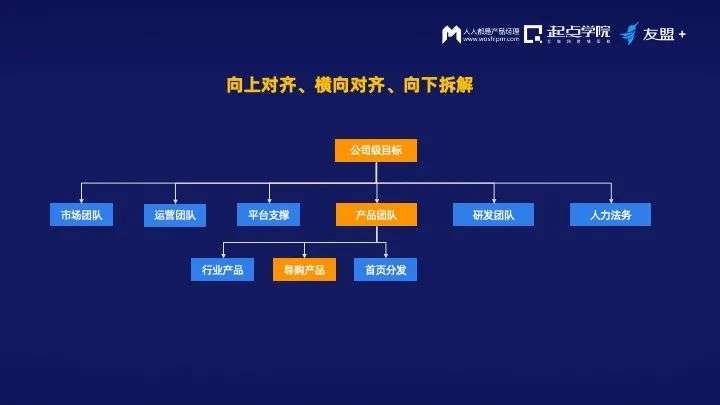 人人都是产品经理
www.woshipm.com
起点学院
友盟+
向上对齐、横向对齐、向下拆解
公司级目标
市场团队
运营团队
平台支撑
产品团队
研发团队
人力法务
行业产品
导购产品
首页分发